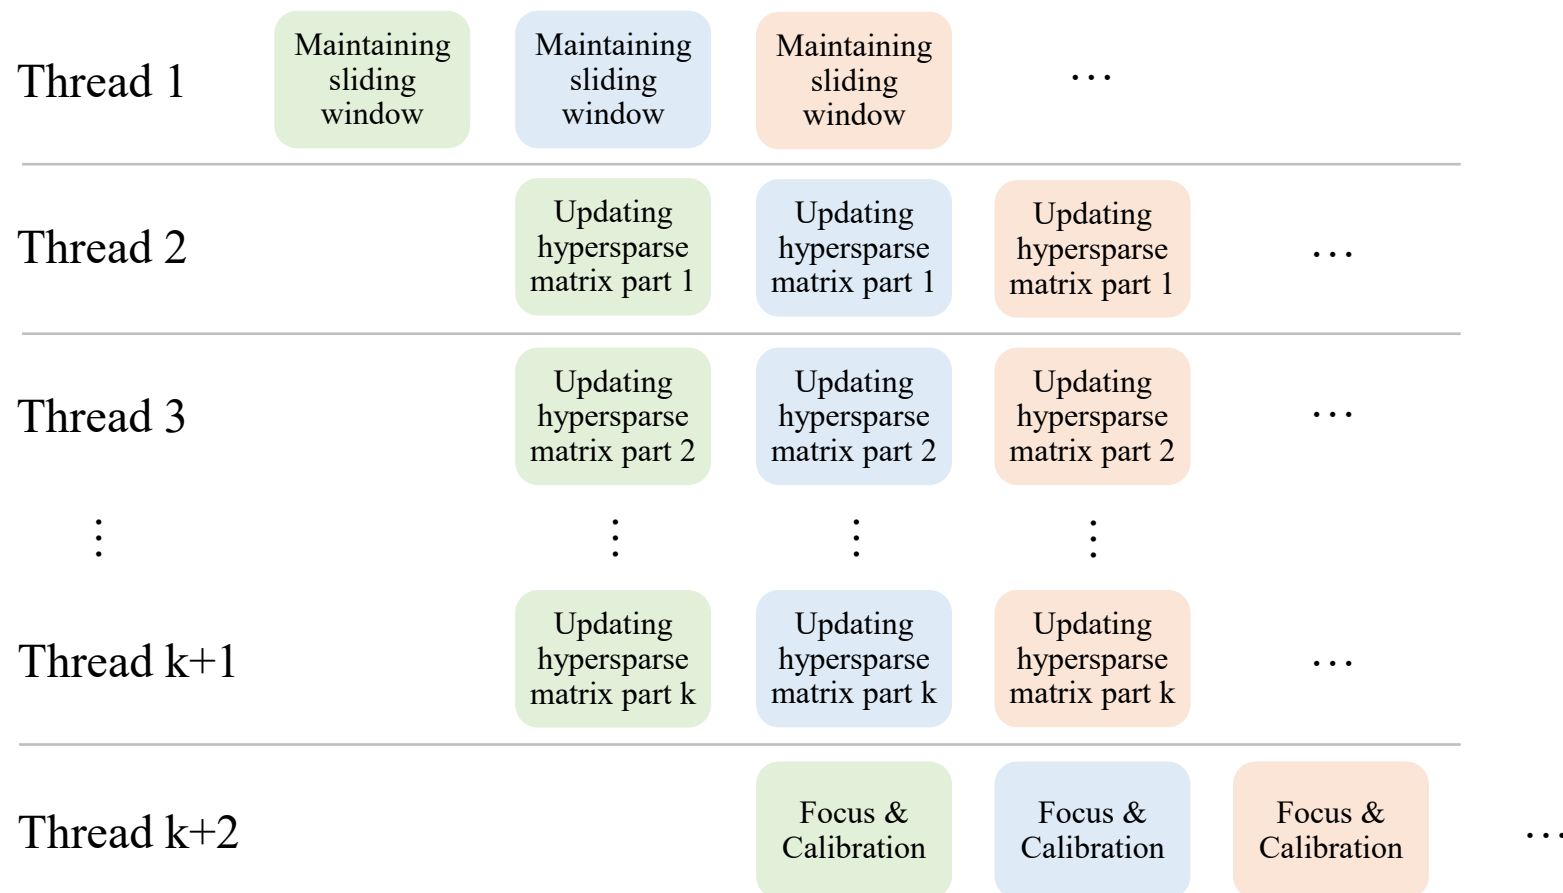 Thread 1
Maintaining
sliding
window
Maintaining
sliding
window
Maintaining
sliding
window
…
Thread 2
Updating
hypersparse
matrix part 1
Updating
hypersparse
matrix part 1
Updating
hypersparse
matrix part 1
…
Thread 3
Updating
hypersparse
matrix part 2
Updating
hypersparse
matrix part 2
Updating
hypersparse
matrix part 2
…
⋮
⋮
⋮
⋮
Thread k+1
Updating
hypersparse
matrix part k
Updating
hypersparse
matrix part k
Updating
hypersparse
matrix part k
…
Thread k+2
Focus &
Calibration
Focus &
Calibration
Focus &
Calibration
…